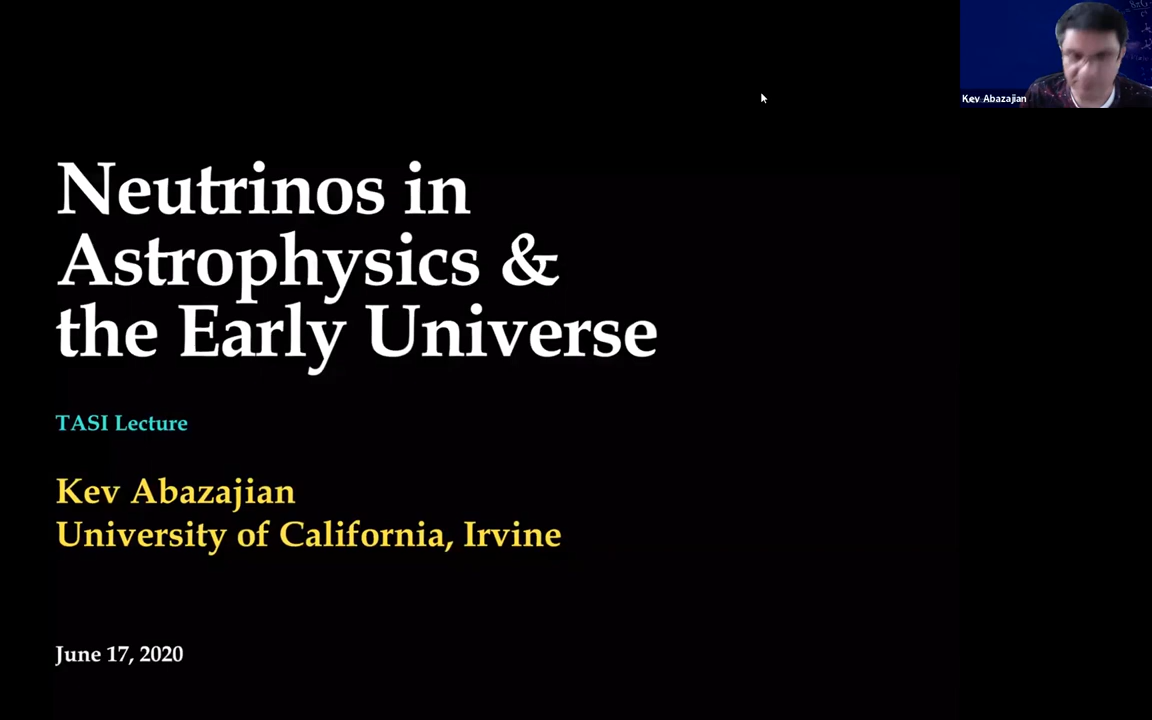 Kev Abazajian
Neutrinos in
Astrophysics &
the Early Universe
TASI Lecture
Kev Abazajian
University of California, Irvine
June 17, 2020